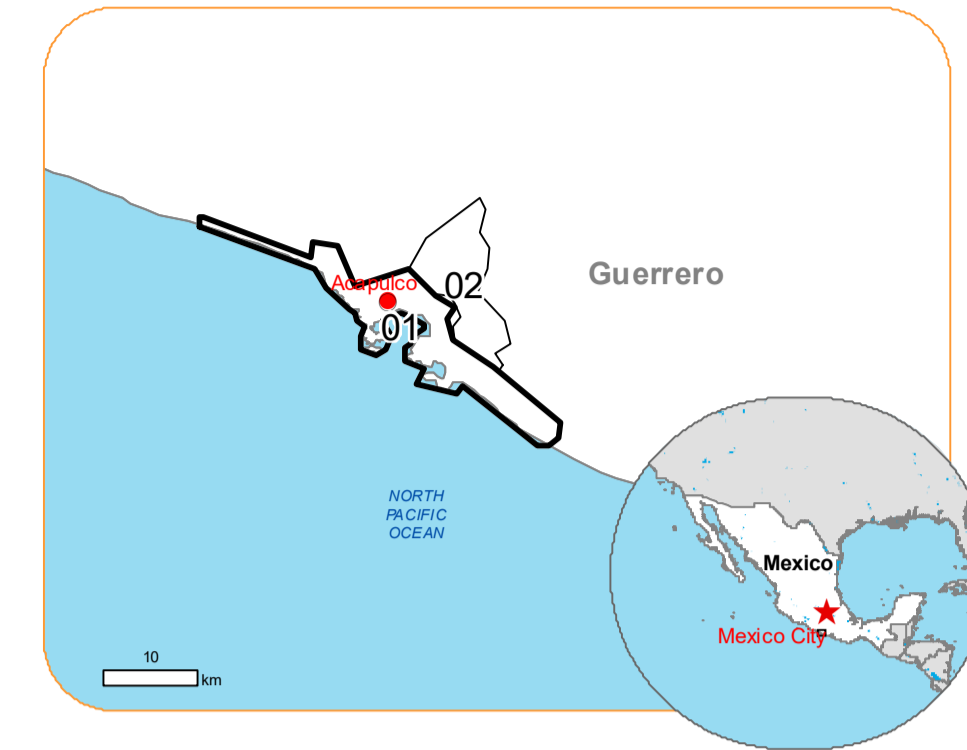 Guerrero
Acapulco
02
01
NORTH
PACIFIC
OCEAN
Mexico
Mexico City
10
km